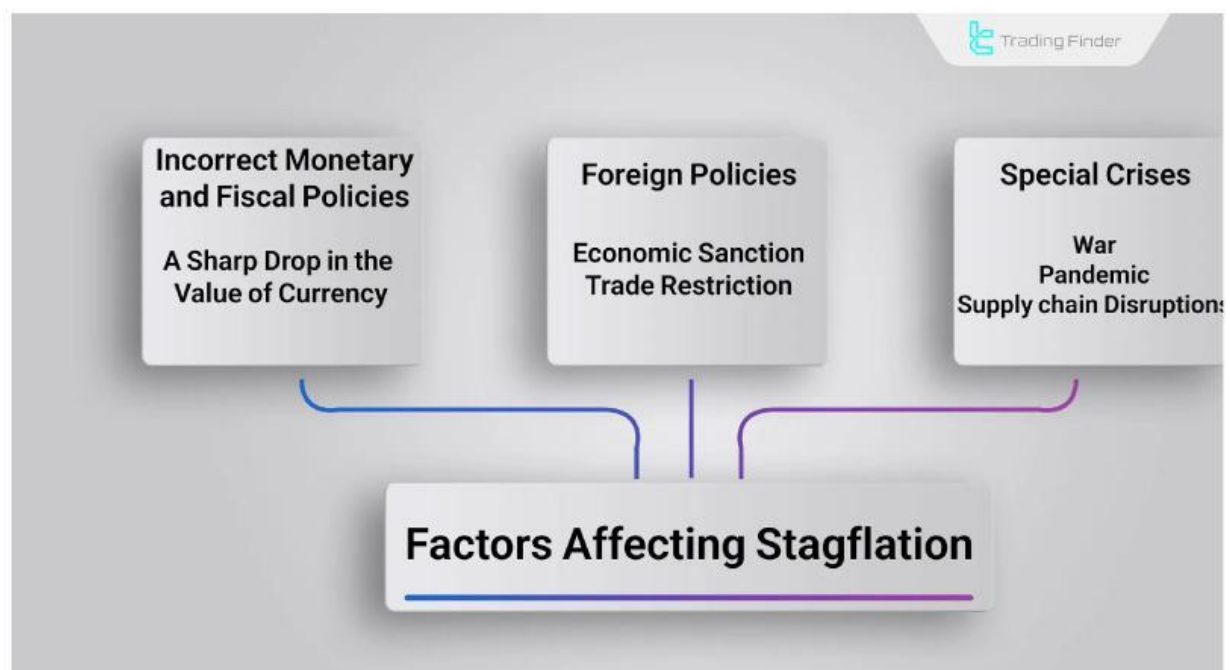 Trading Finder
Incorrect Monetary
and Fiscal Policies
A Sharp Drop in the
Value of Currency
Foreign Policies
Economic Sanction
Trade Restriction
Special Crises
War
Pandemic
Supply chain Disruptions
Factors Affecting Stagflation